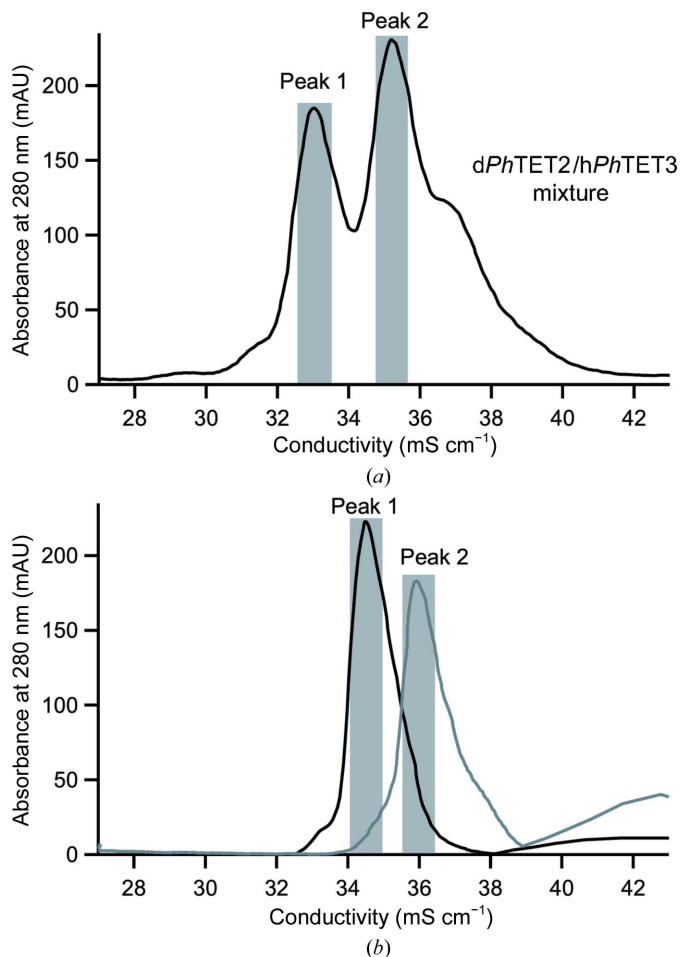 Peak 2
Peak 1
dPhTET2/hPhTET3
mixture
Absorbance at 280 nm (mAU)
200
150
100
50
0
28 30 32 34 36 38 40 42
Conductivity (mS cm⁻¹)
(a)
Peak 1
Peak 2
Absorbance at 280 nm (mAU)
200
150
100
50
0
28 30 32 34 36 38 40 42
Conductivity (mS cm⁻¹)
(b)